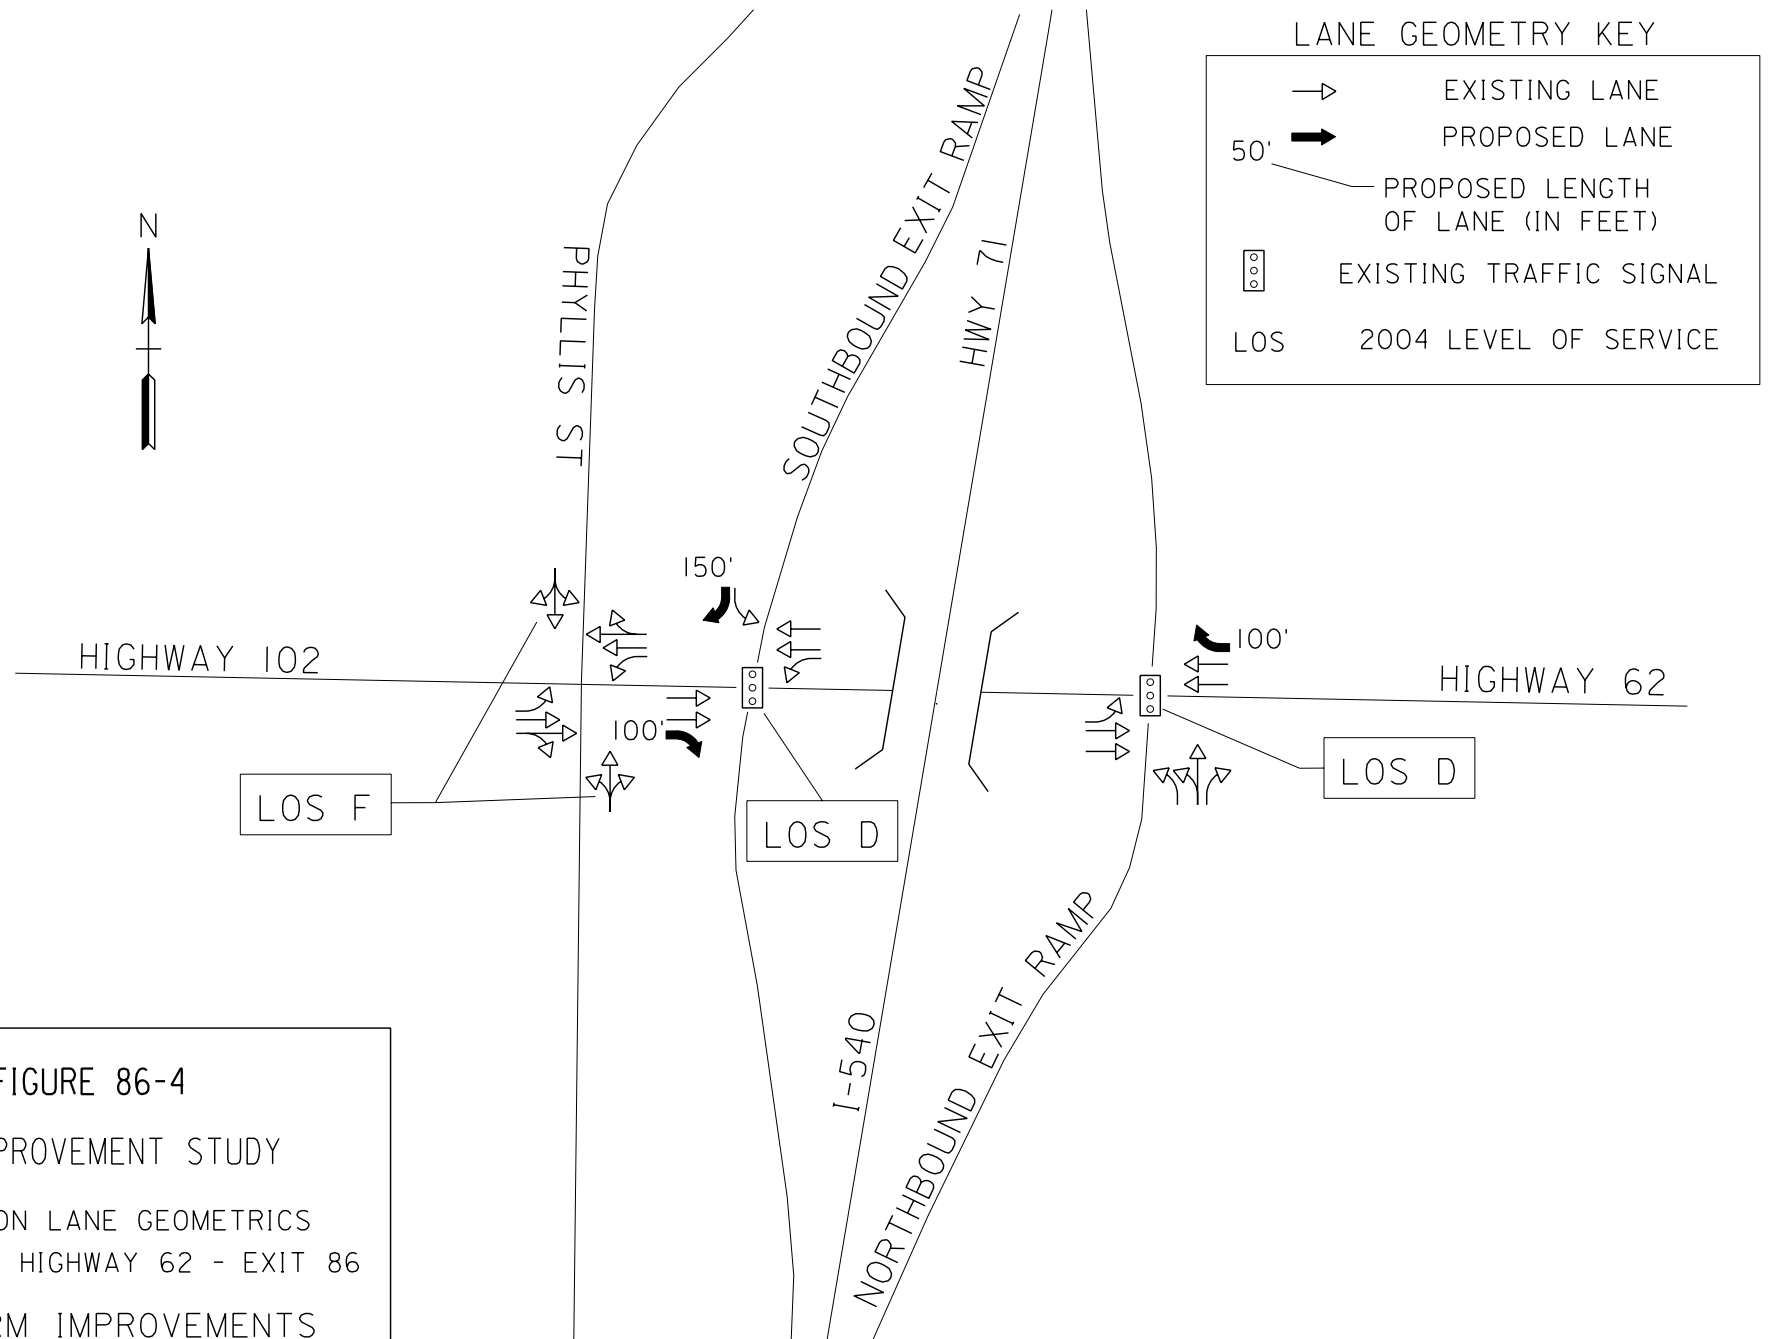 LANE GEOMETRY KEY
EXISTING LANE
PROPOSED LANE
50'
PROPOSED LENGTH
OF LANE (IN FEET)
EXISTING TRAFFIC SIGNAL
LOS
2004 LEVEL OF SERVICE
N
PHYLLIS ST
SOUTHBOUND EXIT RAMP
HWY 71
150'
100'
HIGHWAY 102
HIGHWAY 62
100'
LOS F
LOS D
LOS D
I-540
NORTHBOUND EXIT RAMP
FIGURE 86-4
PROVEMENT STUDY
ON LANE GEOMETRICS
HIGHWAY 62 - EXIT 86
RM IMPROVEMENTS